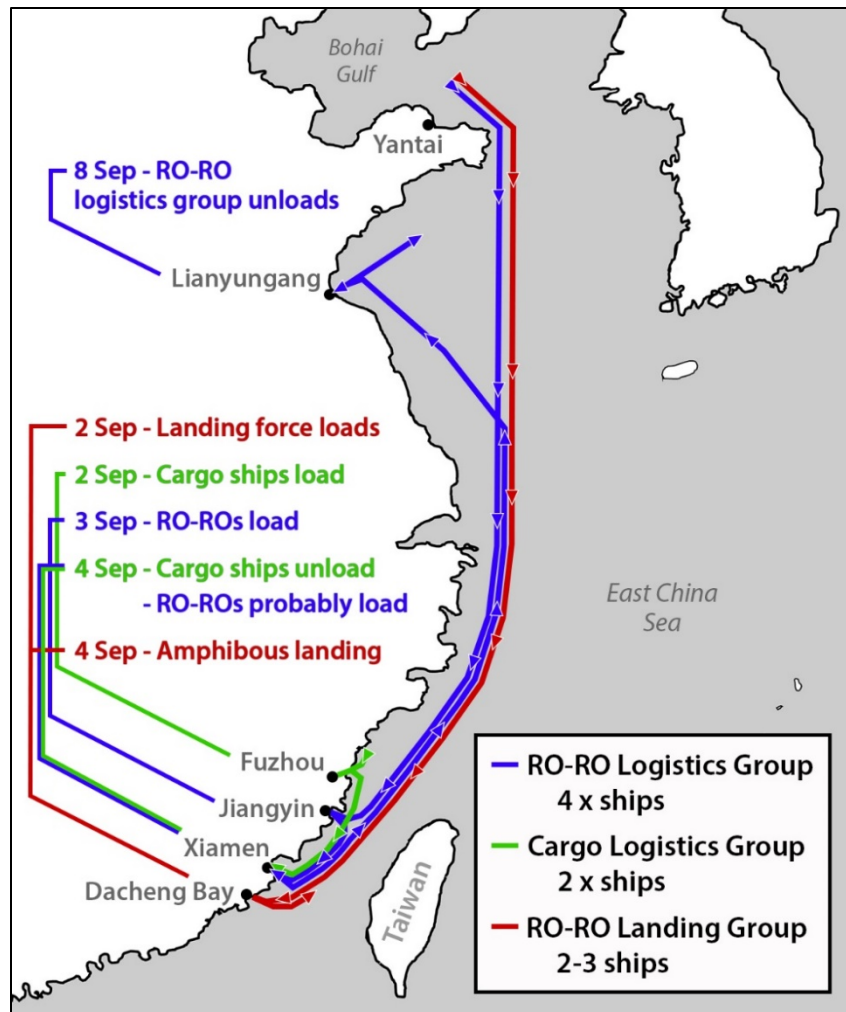 Bohai
Gulf
Yantai
8 Sep - RO-RO
logistics group unloads
Lianyungang
2 Sep - Landing force loads
2 Sep - Cargo ships load
3 Sep - RO-ROs load
4 Sep - Cargo ships unload
- RO-ROs probably load
4 Sep - Amphibous landing
East China
Sea
Fuzhou
Jiangyin
Xiamen
Dacheng Bay
Taiwan
RO-RO Logistics Group
4 x ships
Cargo Logistics Group
2 x ships
RO-RO Landing Group
2-3 ships